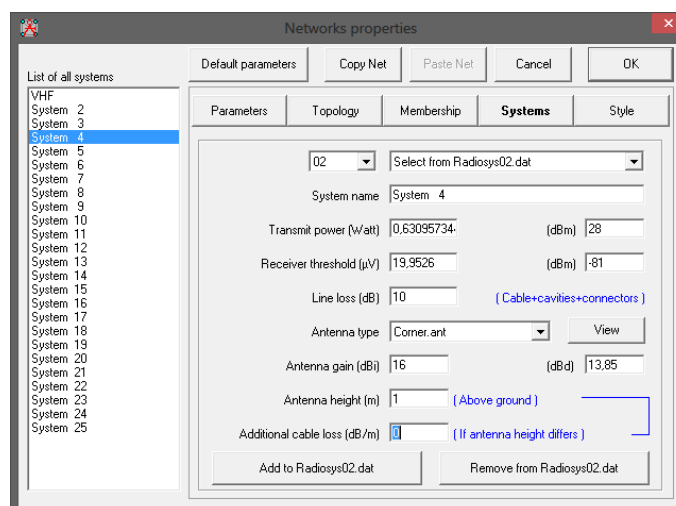 Networks properties
Default parameters Copy Net Paste Net Cancel OK
List of all systems
VHF
System 2
System 3
System 4
System 5
System 6
System 7
System 8
System 9
System 10
System 11
System 12
System 13
System 14
System 15
System 16
System 17
System 18
System 19
System 20
System 21
System 22
System 23
System 24
System 25
Parameters Topology Membership Systems Style
02 Select from Radiosys02.dat
System name System 4
Transmit power (Watt) 0,63095734 (dBm) 28
Receiver threshold (µV) 19,9526 (dBm) -81
Line loss (dB) 10 ( Cable+cavities+connectors )
Antenna type Corner.ant View
Antenna gain (dBi) 16 (dBd) 13,85
Antenna height (m) 1 ( Above ground )
Additional cable loss (dB/m) 0 ( If antenna height differs )
Add to Radiosys02.dat Remove from Radiosys02.dat